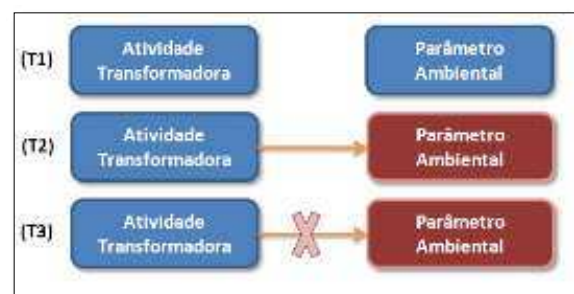 (T1)
Atividade
Transformadora
Parâmetro
Ambiental
(T2)
Atividade
Transformadora
Parâmetro
Ambiental
(T3)
Atividade
Transformadora
Parâmetro
Ambiental